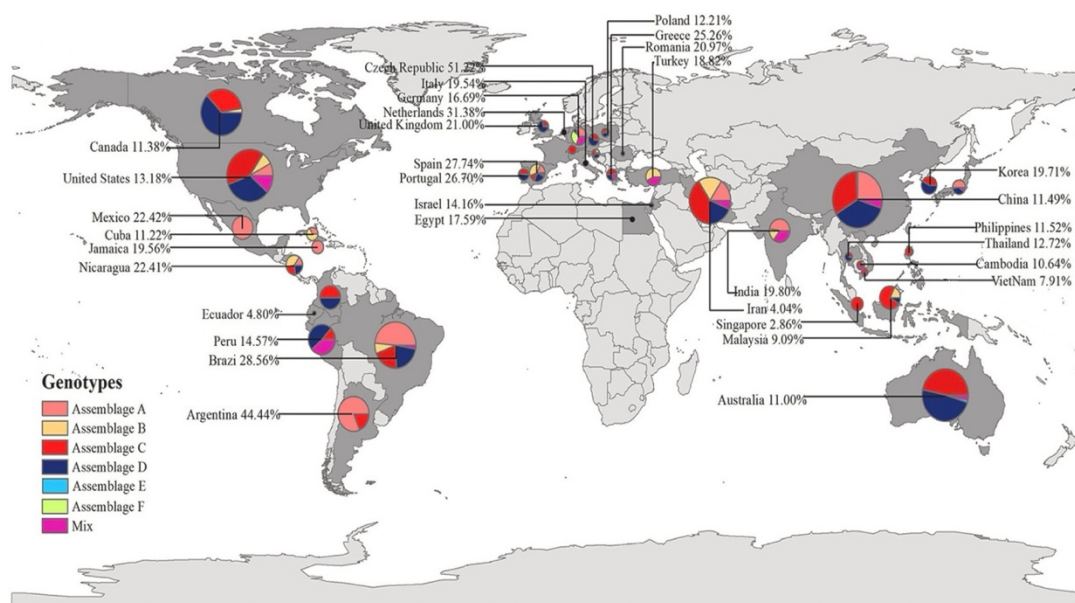 Poland 12.21%
Greece 25.26%
Romania 20.97%
Turkey 18.82%
Czech Republic 51.22%
Italy 19.54%
Germany 16.69%
Netherlands 31.38%
United Kingdom 21.00%
Canada 11.38%
United States 13.18%
Mexico 22.42%
Cuba 11.22%
Jamaica 19.56%
Nicaragua 22.41%
Spain 27.74%
Portugal 26.70%
Israel 14.16%
Egypt 17.59%
Korea 19.71%
China 11.49%
Philippines 11.52%
Thailand 12.72%
Cambodia 10.64%
VietNam 7.91%
India 19.80%
Iran 4.04%
Singapore 2.86%
Malaysia 9.09%
Ecuador 4.80%
Peru 14.57%
Brazi 28.56%
Argentina 44.44%
Australia 11.00%
Genotypes
Assemblage A
Assemblage B
Assemblage C
Assemblage D
Assemblage E
Assemblage F
Mix